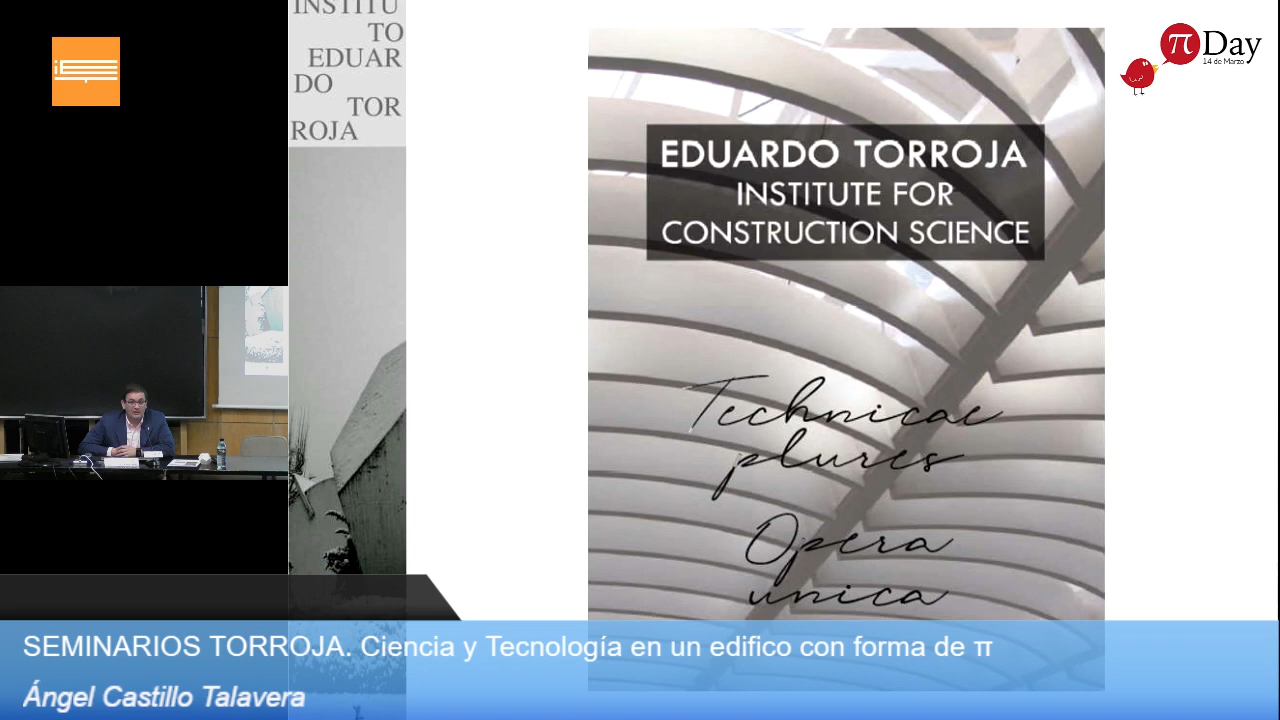 INSTITU
TO
EDUAR
DO
TOR
ROJA
EDUARDO TORROJA
INSTITUTE FOR
CONSTRUCTION SCIENCE
Technicae
plures
Opera
unica
π Day
14 de Marzo
SEMINARIOS TORROJA. Ciencia y Tecnología en un edifico con forma de π
Ángel Castillo Talavera